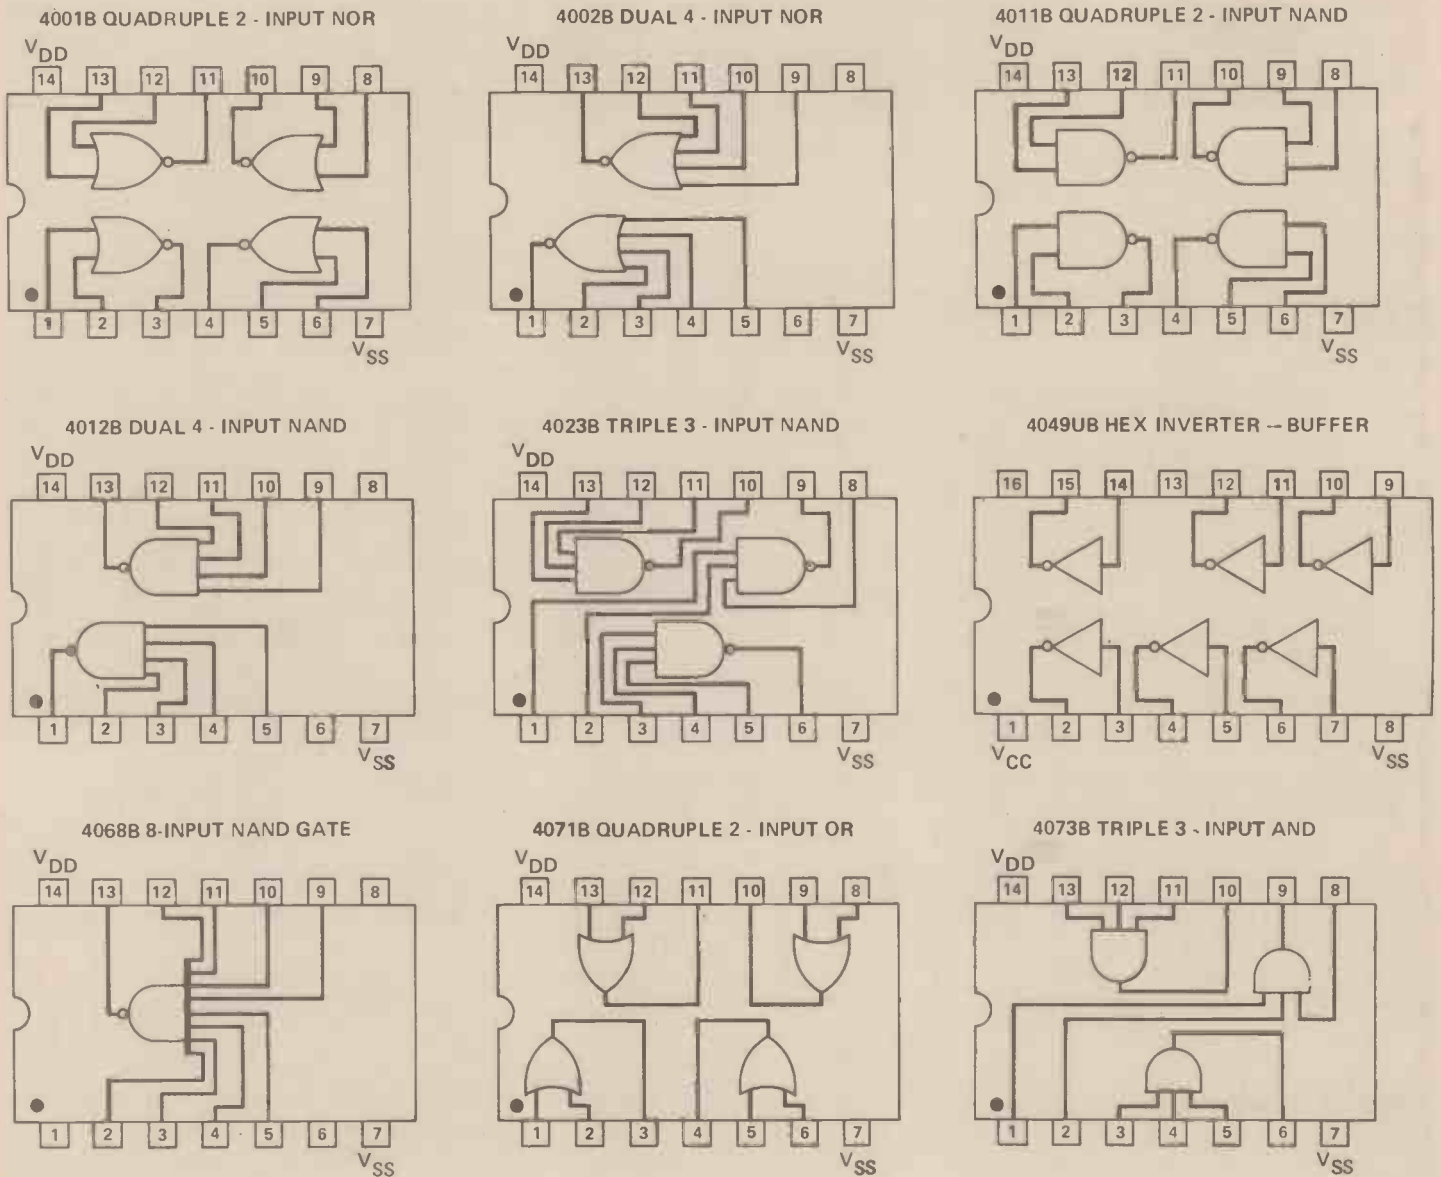 4001B QUADRUPLE 2 - INPUT NOR
VDD
14 13 12 11 10 9 8
1 2 3 4 5 6 7
VSS
4002B DUAL 4 - INPUT NOR
VDD
14 13 12 11 10 9 8
1 2 3 4 5 6 7
VSS
4011B QUADRUPLE 2 - INPUT NAND
VDD
14 13 12 11 10 9 8
1 2 3 4 5 6 7
VSS
4012B DUAL 4 - INPUT NAND
VDD
14 13 12 11 10 9 8
1 2 3 4 5 6 7
VSS
4023B TRIPLE 3 - INPUT NAND
VDD
14 13 12 11 10 9 8
1 2 3 4 5 6 7
VSS
4049UB HEX INVERTER -- BUFFER
16 15 14 13 12 11 10 9
1 2 3 4 5 6 7 8
VCC VSS
4068B 8-INPUT NAND GATE
VDD
14 13 12 11 10 9 8
1 2 3 4 5 6 7
VSS
4071B QUADRUPLE 2 - INPUT OR
VDD
14 13 12 11 10 9 8
1 2 3 4 5 6 7
VSS
4073B TRIPLE 3 - INPUT AND
VDD
14 13 12 11 10 9 8
1 2 3 4 5 6 7
VSS